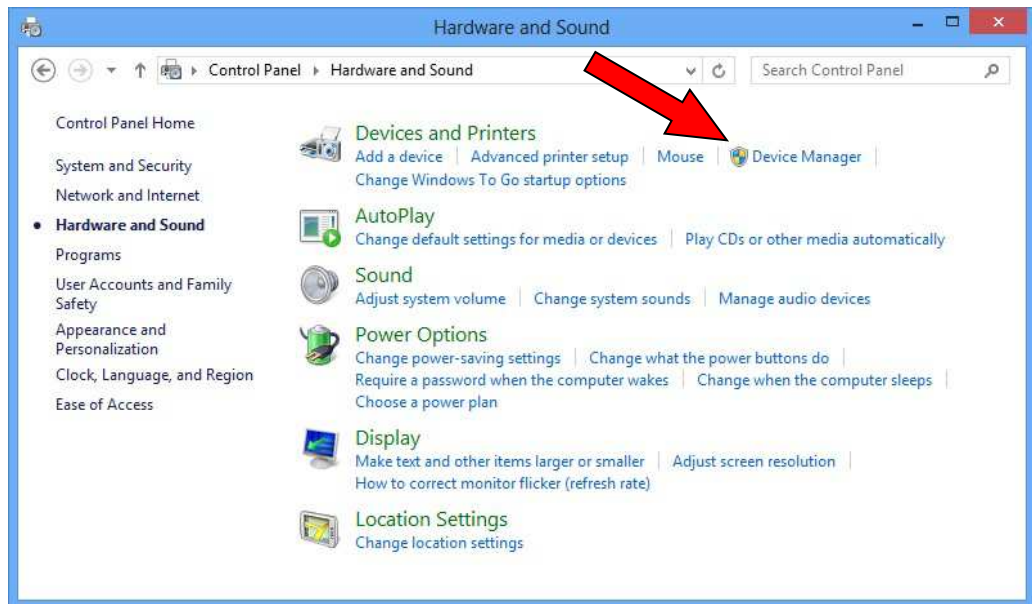 Hardware and Sound
Control Panel Hardware and Sound
Search Control Panel
Control Panel Home
System and Security
Network and Internet
Hardware and Sound
Programs
User Accounts and Family
Safety
Appearance and
Personalization
Clock, Language, and Region
Ease of Access
Devices and Printers
Add a device Advanced printer setup Mouse Device Manager
Change Windows To Go startup options
AutoPlay
Change default settings for media or devices Play CDs or other media automatically
Sound
Adjust system volume Change system sounds Manage audio devices
Power Options
Change power-saving settings Change what the power buttons do
Require a password when the computer wakes Change when the computer sleeps
Choose a power plan
Display
Make text and other items larger or smaller Adjust screen resolution
How to correct monitor flicker (refresh rate)
Location Settings
Change location settings